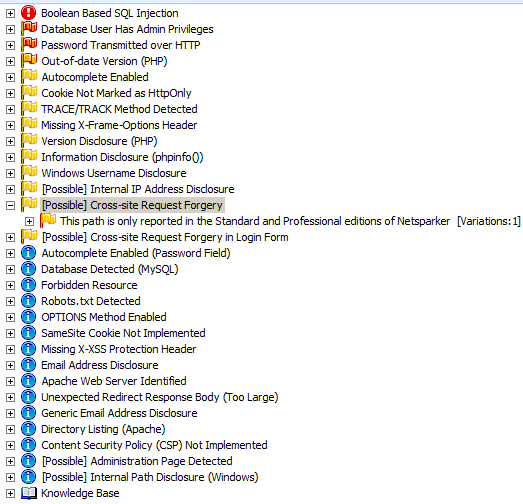 Boolean Based SQL Injection
Database User Has Admin Privileges
Password Transmitted over HTTP
Out-of-date Version (PHP)
Autocomplete Enabled
Cookie Not Marked as HttpOnly
TRACE/TRACK Method Detected
Missing X-Frame-Options Header
Version Disclosure (PHP)
Information Disclosure (phpinfo())
Windows Username Disclosure
[Possible] Internal IP Address Disclosure
[Possible] Cross-site Request Forgery
This path is only reported in the Standard and Professional editions of Netsparker [Variations:1]
[Possible] Cross-site Request Forgery in Login Form
Autocomplete Enabled (Password Field)
Database Detected (MySQL)
Forbidden Resource
Robots.txt Detected
OPTIONS Method Enabled
SameSite Cookie Not Implemented
Missing X-XSS Protection Header
Email Address Disclosure
Apache Web Server Identified
Unexpected Redirect Response Body (Too Large)
Generic Email Address Disclosure
Directory Listing (Apache)
Content Security Policy (CSP) Not Implemented
[Possible] Administration Page Detected
[Possible] Internal Path Disclosure (Windows)
Knowledge Base